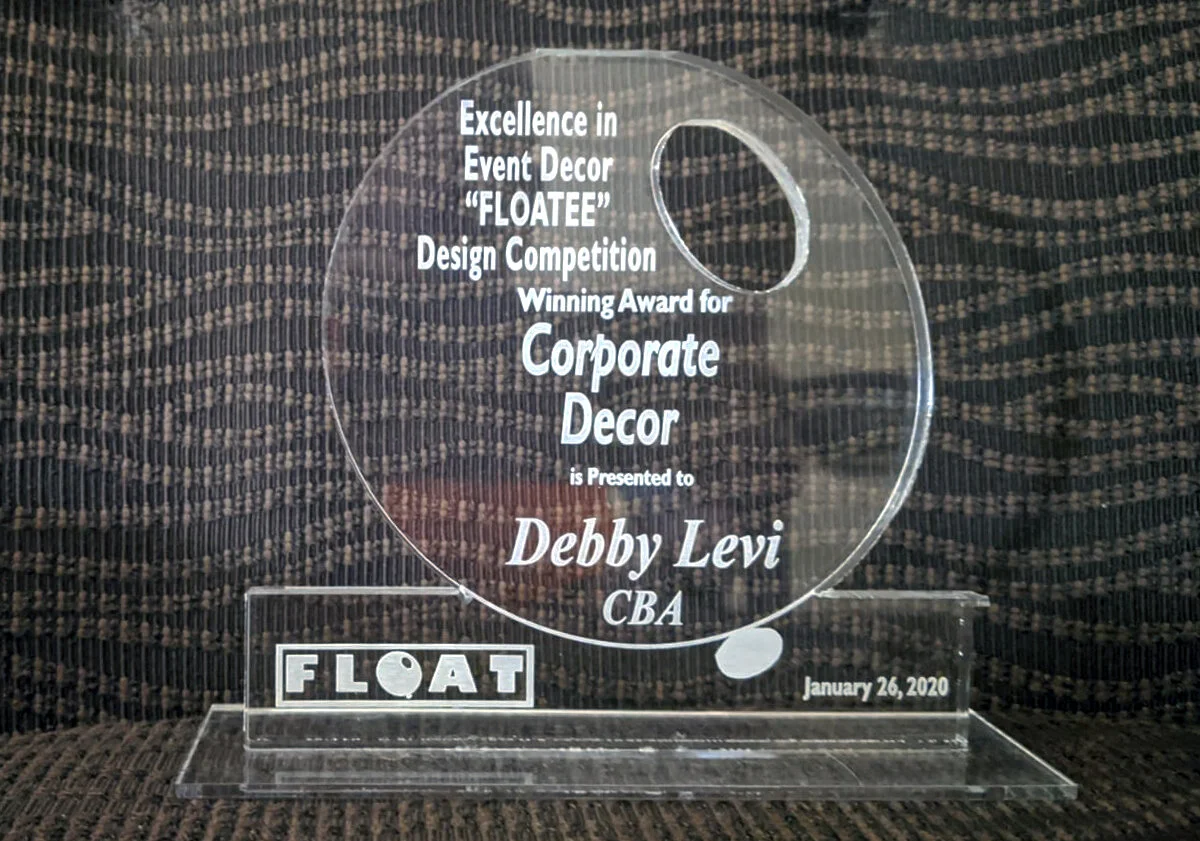 Excellence in
Event Decor
“FLOATEE”
Design Competition
Winning Award for
Corporate
Decor
is Presented to
Debby Levi
CBA
FLOAT
January 26, 2020